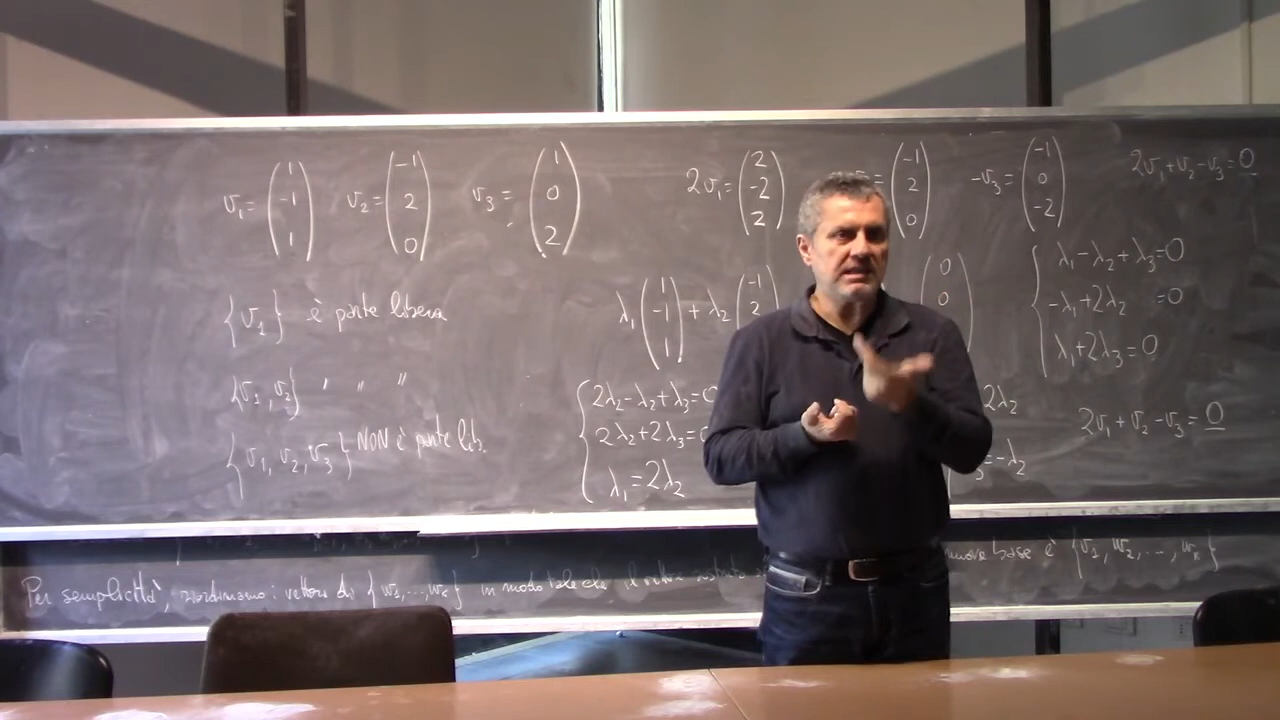 v₁ = (1 -1 1) v₂ = (-1 2 0) v₃ = (1 0 2) 2v₁ = (2 -2 2) = (-1 2 0) -v₃ = (-1 0 -2) 2v₁+v₂-v₃=0
{v₁} è parte libera
{v₁, v₂} " " "
{v₁, v₂, v₃} NON è parte lib.
λ₁ (1 -1 1) + λ₂ (-1 2 (0 0
{ λ₁-λ₂+λ₃=0
-λ₁+2λ₂ =0
λ₁+2λ₃=0
{ 2λ₂-λ₂+λ₃=0
2λ₂+2λ₃=0
λ₁=2λ₂
2λ₂
=-λ₂
2v₁+v₂-v₃=0
Per semplicità, riordiniamo i vettori di {w₁,...,wₛ} in modo tale che il vettore nuova base è {v₁, w₂, ..., wₛ}